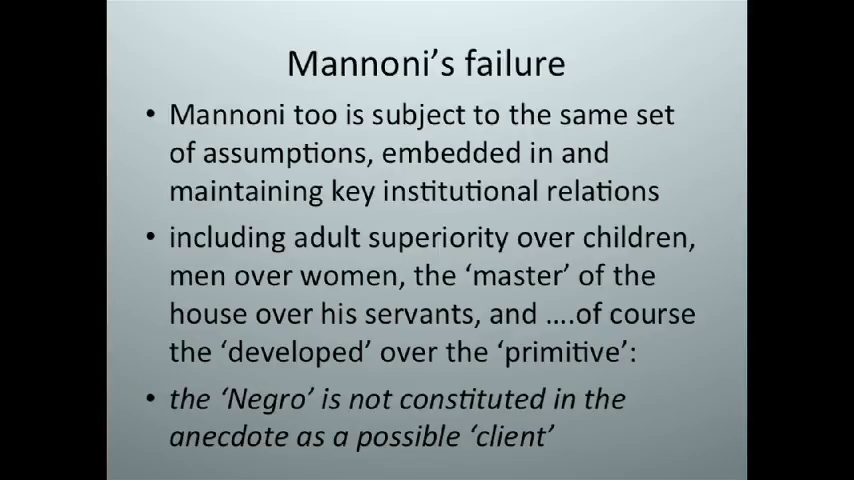 Mannoni's failure
• Mannoni too is subject to the same set
of assumptions, embedded in and
maintaining key institutional relations
• including adult superiority over children,
men over women, the ‘master’ of the
house over his servants, and ….of course
the ‘developed’ over the ‘primitive’:
• the ‘Negro’ is not constituted in the
anecdote as a possible ‘client’